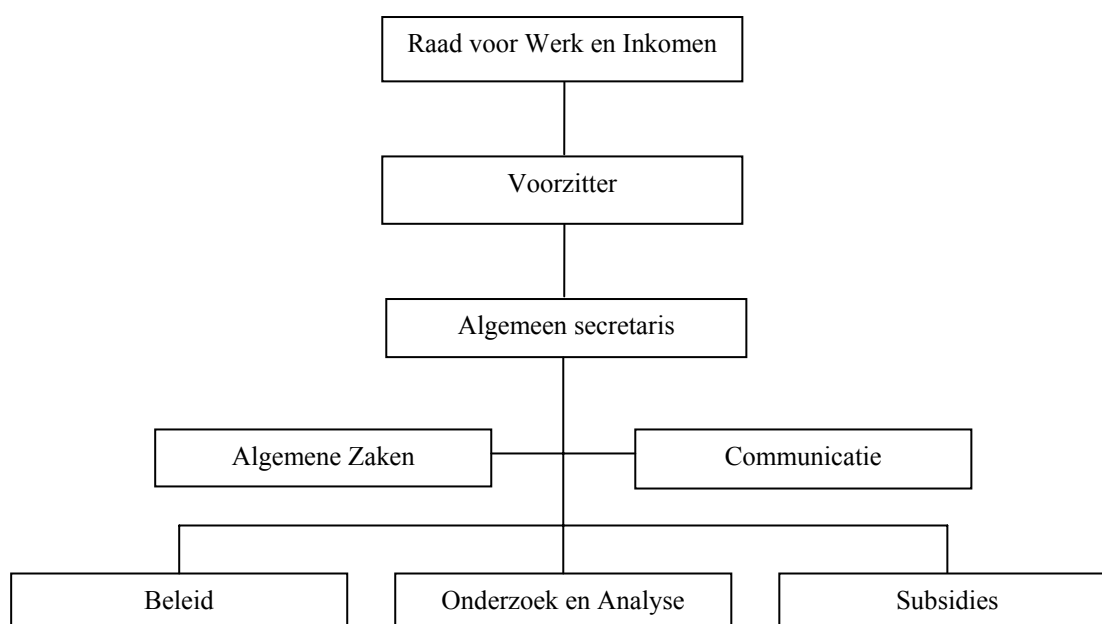 Raad voor Werk en Inkomen
Voorzitter
Algemeen secretaris
Algemene Zaken
Communicatie
Beleid
Onderzoek en Analyse
Subsidies